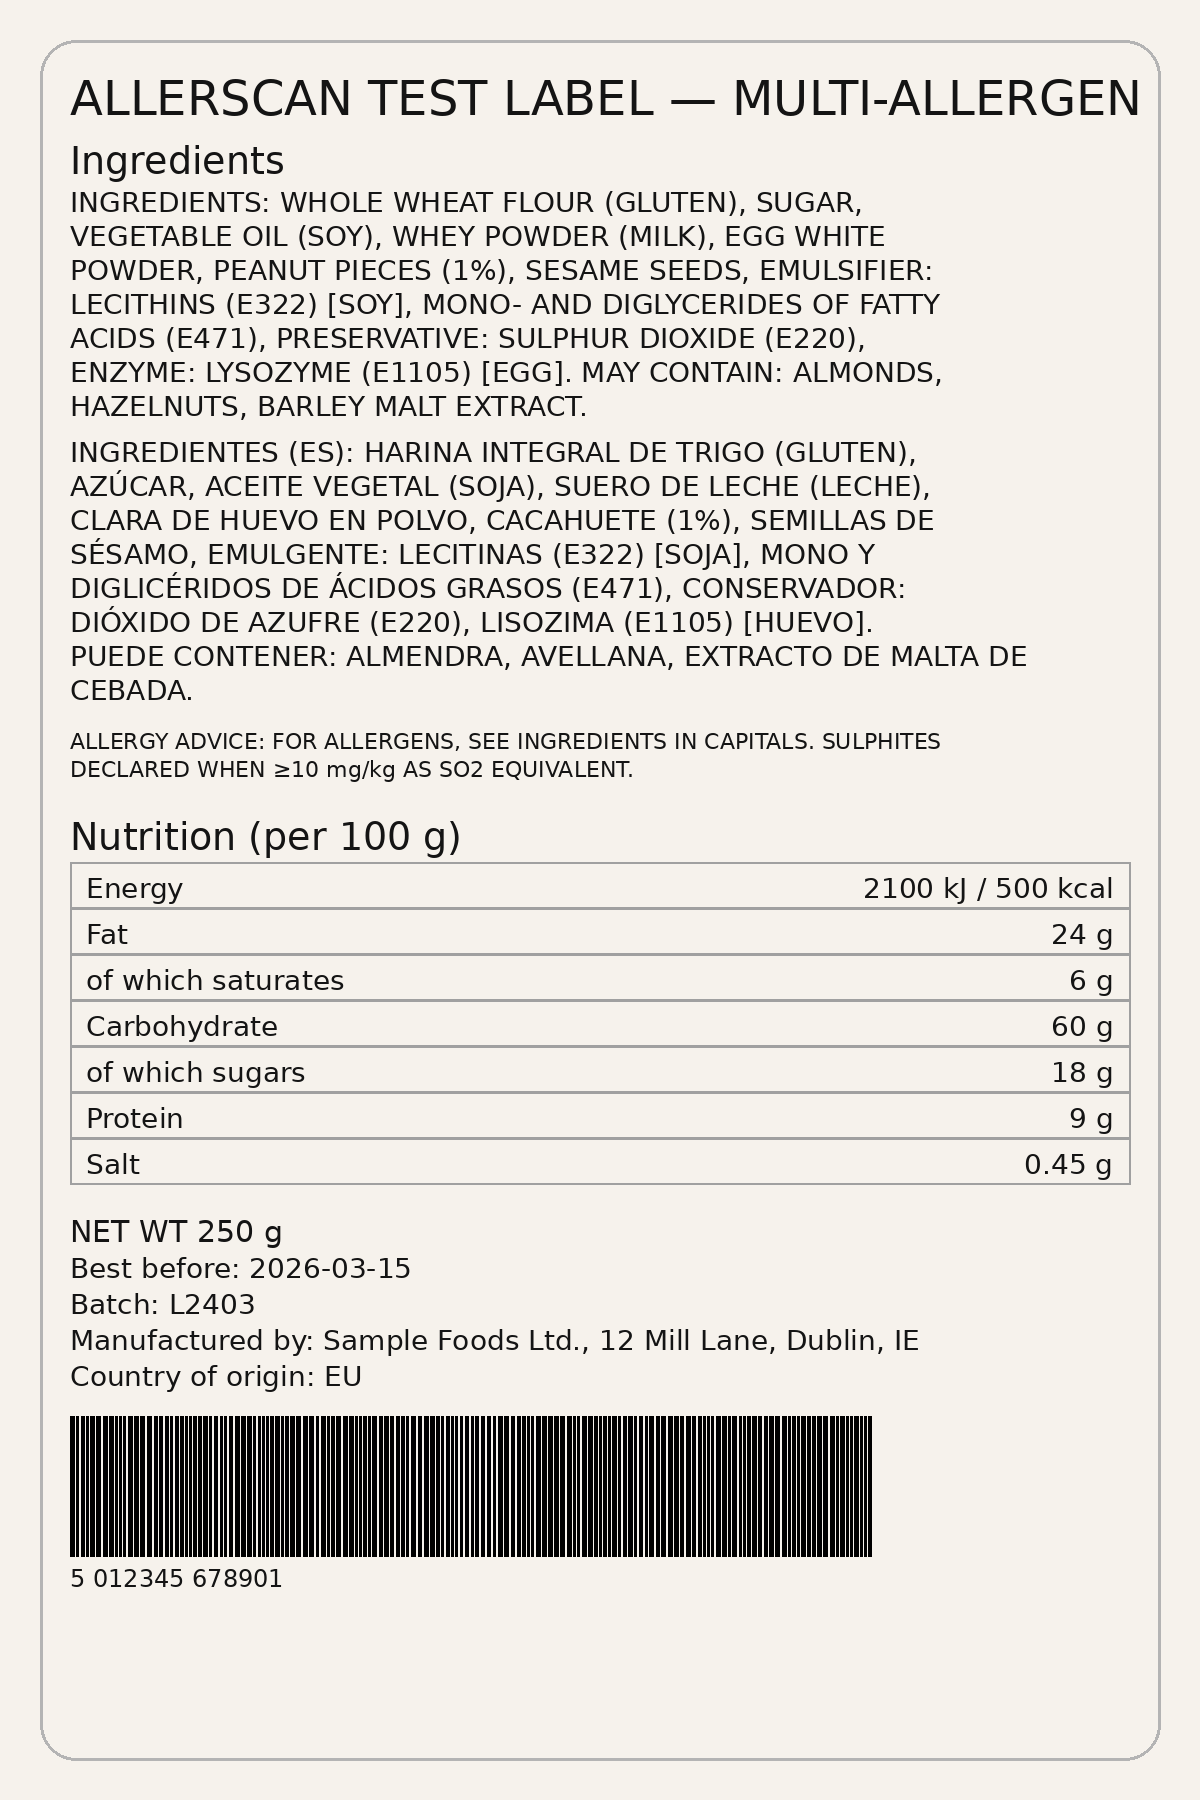 ALLERSCAN TEST LABEL — MULTI-ALLERGEN
Ingredients
INGREDIENTS: WHOLE WHEAT FLOUR (GLUTEN), SUGAR,
VEGETABLE OIL (SOY), WHEY POWDER (MILK), EGG WHITE
POWDER, PEANUT PIECES (1%), SESAME SEEDS, EMULSIFIER:
LECITHINS (E322) [SOY], MONO- AND DIGLYCERIDES OF FATTY
ACIDS (E471), PRESERVATIVE: SULPHUR DIOXIDE (E220),
ENZYME: LYSOZYME (E1105) [EGG]. MAY CONTAIN: ALMONDS,
HAZELNUTS, BARLEY MALT EXTRACT.
INGREDIENTES (ES): HARINA INTEGRAL DE TRIGO (GLUTEN),
AZÚCAR, ACEITE VEGETAL (SOJA), SUERO DE LECHE (LECHE),
CLARA DE HUEVO EN POLVO, CACAHUETE (1%), SEMILLAS DE
SÉSAMO, EMULGENTE: LECITINAS (E322) [SOJA], MONO Y
DIGLICÉRIDOS DE ÁCIDOS GRASOS (E471), CONSERVADOR:
DIÓXIDO DE AZUFRE (E220), LISOZIMA (E1105) [HUEVO].
PUEDE CONTENER: ALMENDRA, AVELLANA, EXTRACTO DE MALTA DE
CEBADA.
ALLERGY ADVICE: FOR ALLERGENS, SEE INGREDIENTS IN CAPITALS. SULPHITES
DECLARED WHEN ≥10 mg/kg AS SO2 EQUIVALENT.
Nutrition (per 100 g)
Energy 2100 kJ / 500 kcal
Fat 24 g
of which saturates 6 g
Carbohydrate 60 g
of which sugars 18 g
Protein 9 g
Salt 0.45 g
NET WT 250 g
Best before: 2026-03-15
Batch: L2403
Manufactured by: Sample Foods Ltd., 12 Mill Lane, Dublin, IE
Country of origin: EU
5 012345 678901